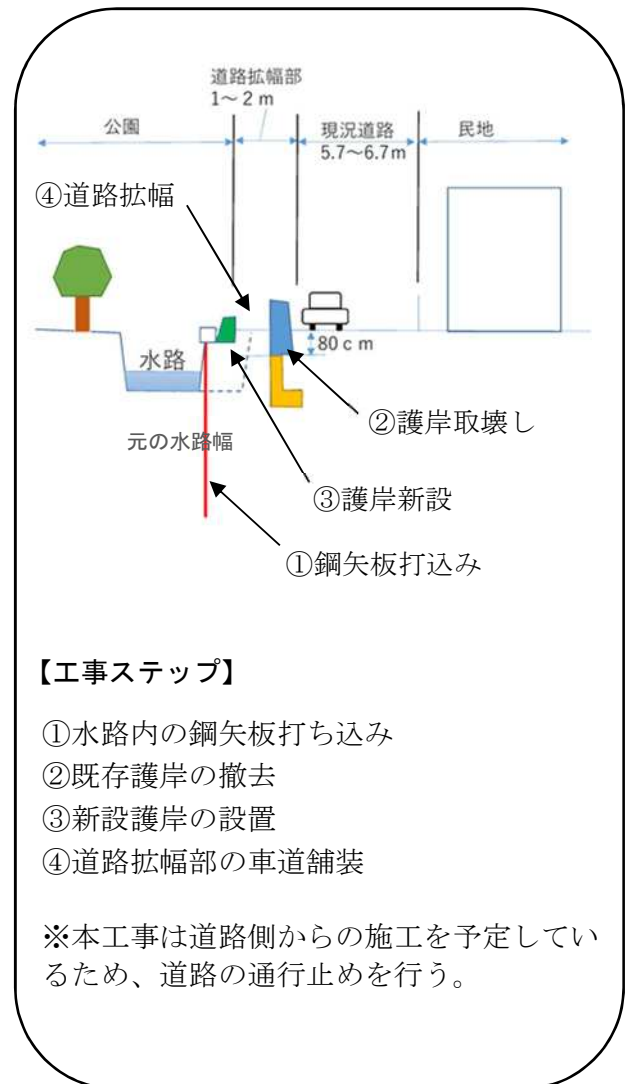 道路拡幅部
1～2 m
公園
現況道路
5.7～6.7m
民地
④道路拡幅
80ｃｍ
水路
②護岸取壊し
元の水路幅
③護岸新設
①鋼矢板打込み
【工事ステップ】
①水路内の鋼矢板打ち込み
②既存護岸の撤去
③新設護岸の設置
④道路拡幅部の車道舗装
※本工事は道路側からの施工を予定してい
るため、道路の通行止めを行う。